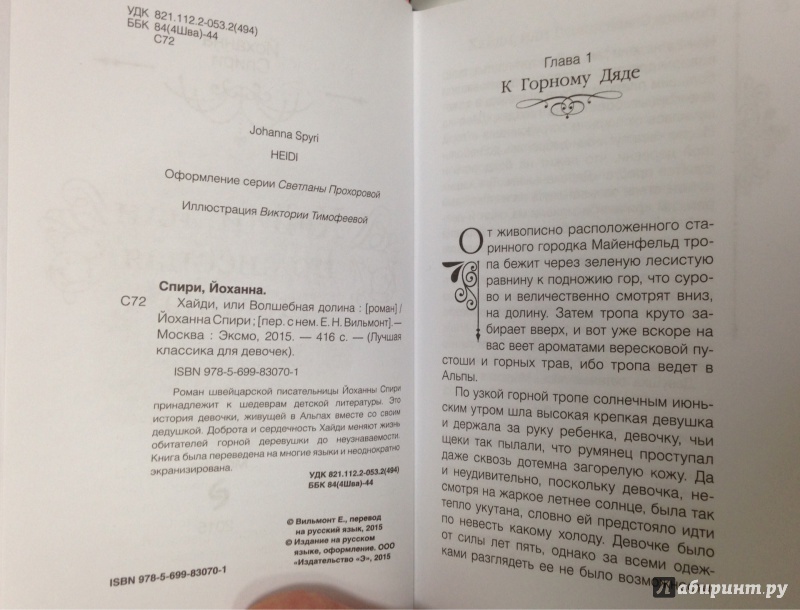 УДК 821.112.2-053.2(494)
ББК 84(4Шва)-44
С72
Johanna Spyri
HEIDI
Оформление серии Светланы Прохоровой
Иллюстрация Виктории Тимофеевой
Спири, Йоханна.
С72 Хайди, или Волшебная долина : [роман] /
Йоханна Спири ; [пер. с нем. Е. Н. Вильмонт]. —
Москва : Эксмо, 2015. — 416 с. — (Лучшая
классика для девочек).
ISBN 978-5-699-83070-1
Роман швейцарской писательницы Йоханны Спири
принадлежит к шедеврам детской литературы. Это
история девочки, живущей в Альпах вместе со своим
дедушкой. Доброта и сердечность Хайди меняют жизнь
обитателей горной деревушки до неузнаваемости.
Книга была переведена на многие языки и неоднократно
экранизирована.
УДК 821.112.2-053.2(494)
ББК 84(4Шва)-44
© Вильмонт Е., перевод
на русский язык, 2015
© Издание на русском
языке, оформление. ООО
«Издательство «Э», 2015
ISBN 978-5-699-83070-1
Глава 1
К Горному Дяде
От живописно расположенного ста-
ринного городка Майенфельд тро-
па бежит через зеленую лесистую
равнину к подножию гор, что суро-
во и величественно смотрят вниз,
на долину. Затем тропа круто за-
бирает вверх, и вот уже вскоре на
вас веет ароматами вересковой пу-
стоши и горных трав, ибо тропа ведет в
Альпы.
По узкой горной тропе солнечным июнь-
ским утром шла высокая крепкая девушка
и держала за руку ребенка, девочку, чьи
щеки так пылали, что румянец проступал
даже сквозь дотемна загорелую кожу. Да
и неудивительно, поскольку девочка, не-
смотря на жаркое летнее солнце, была так
тепло укутана, словно ей предстояло идти
по невесть какому холоду. Девочке было
от силы лет пять, однако за всеми одеж-
ками разглядеть ее не было
Лабиринт.ру